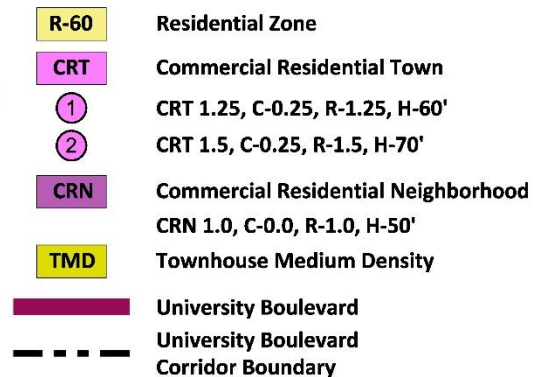 R-60 Residential Zone
CRT Commercial Residential Town
1 CRT 1.25, C-0.25, R-1.25, H-60'
2 CRT 1.5, C-0.25, R-1.5, H-70'
CRN Commercial Residential Neighborhood
CRN 1.0, C-0.0, R-1.0, H-50'
TMD Townhouse Medium Density
University Boulevard
University Boulevard
Corridor Boundary